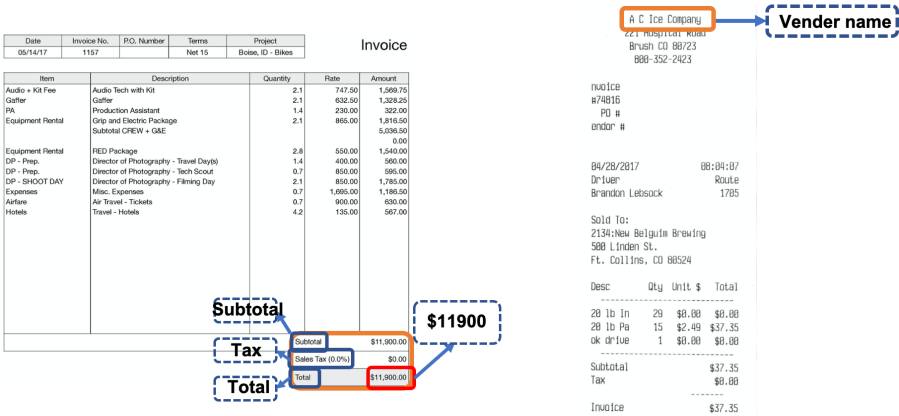 Invoice
Date Invoice No. P.O. Number Terms Project
05/14/17 1157 Net 15 Boise, ID - Bikes
Item Description Quantity Rate Amount
Audio + Kit Fee Audio Tech with Kit 2.1 747.50 1,569.75
Gaffer Gaffer 2.1 632.50 1,328.25
PA Production Assistant 1.4 230.00 322.00
Equipment Rental Grip and Electric Package 2.1 865.00 1,816.50
Subtotal CREW + G&E 5,036.50
0.00
Equipment Rental RED Package 2.8 550.00 1,540.00
DP - Prep. Director of Photography - Travel Day(s) 1.4 400.00 560.00
DP - Prep. Director of Photography - Tech Scout 0.7 850.00 595.00
DP - SHOOT DAY Director of Photography - Filming Day 2.1 850.00 1,785.00
Expenses Misc. Expenses 0.7 1,695.00 1,186.50
Airfare Air Travel - Tickets 0.7 900.00 630.00
Hotels Travel - Hotels 4.2 135.00 567.00
Subtotal
Tax
Total
Subtotal $11,900.00
Sales Tax (0.0%) $0.00
Total $11,900.00
$11900
A C Ice Company
Vender name
221 Hospital Road
Brush CO 80723
800-352-2423
nvoice
#74816
PO #
endor #
04/28/2017 08:04:07
Driver Route
Brandon Lebsock 1705
Sold To:
2134:New Belguim Brewing
500 Linden St.
Ft. Collins, CO 80524
Desc Qty Unit $ Total
20 lb In 29 $0.00 $0.00
20 lb Pa 15 $2.49 $37.35
ok drive 1 $0.00 $0.00
Subtotal $37.35
Tax $0.00
Invoice $37.35